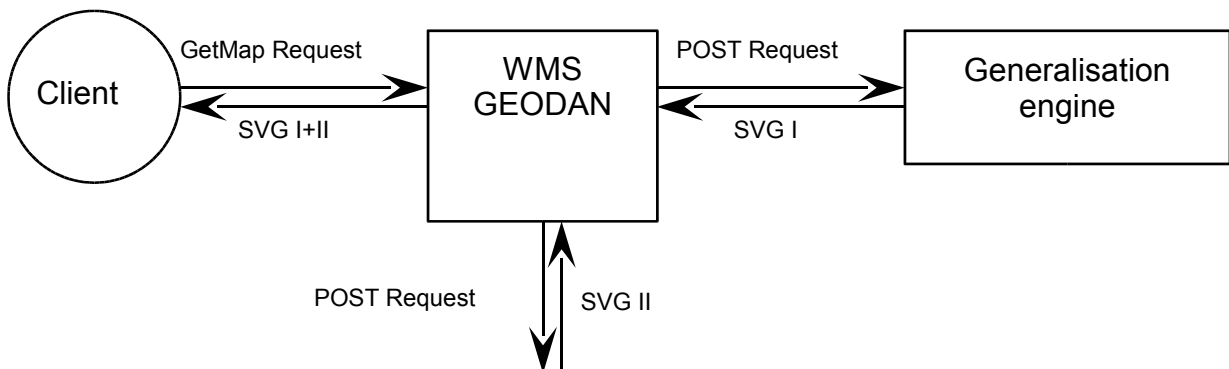 GetMap Request
Client
SVG I+II
WMS
GEODAN
POST Request
SVG I
Generalisation
engine
POST Request
SVG II